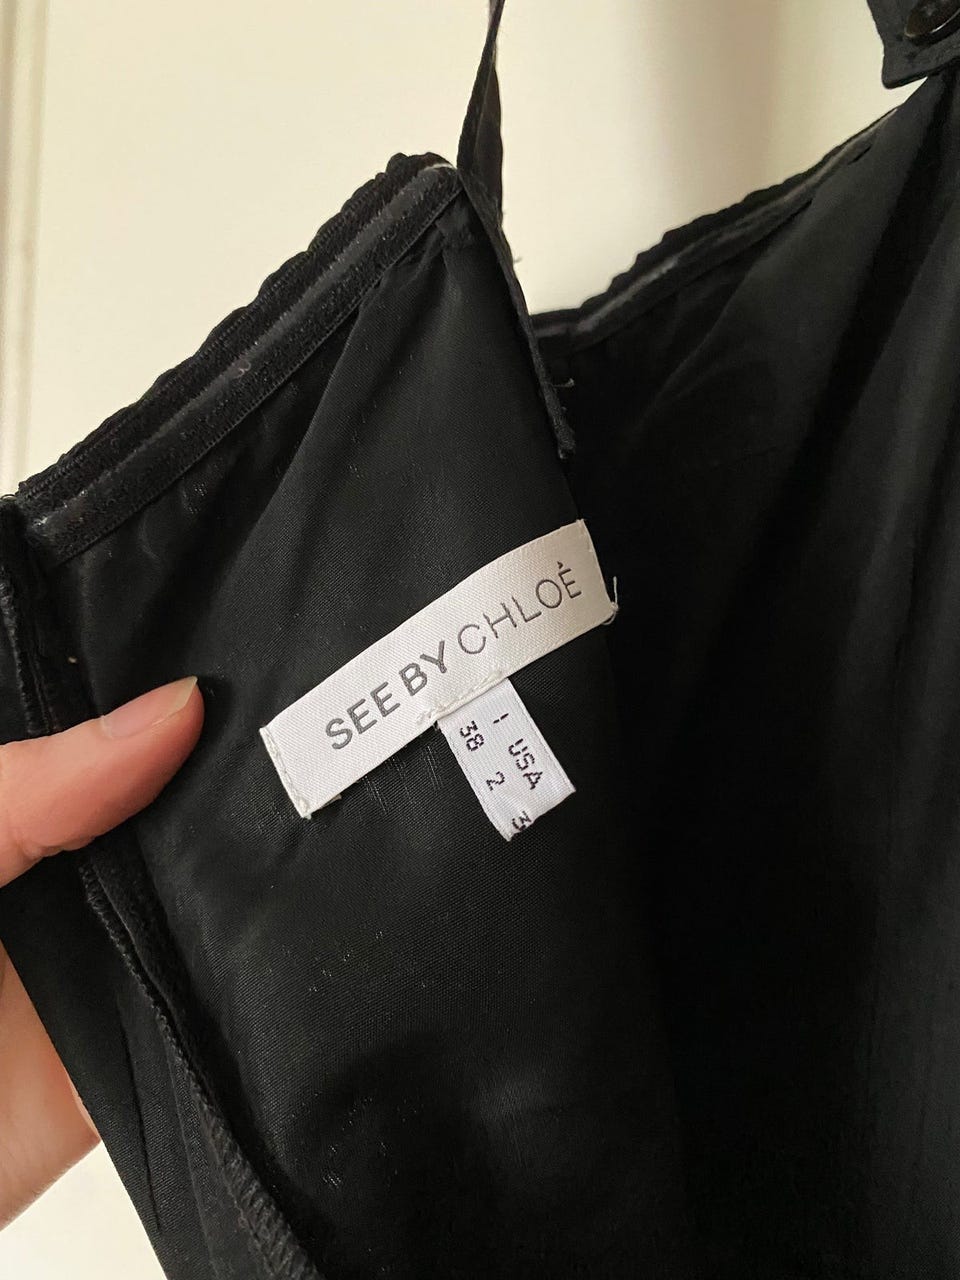 SEE BY CHLOÉ
I USA
38 2